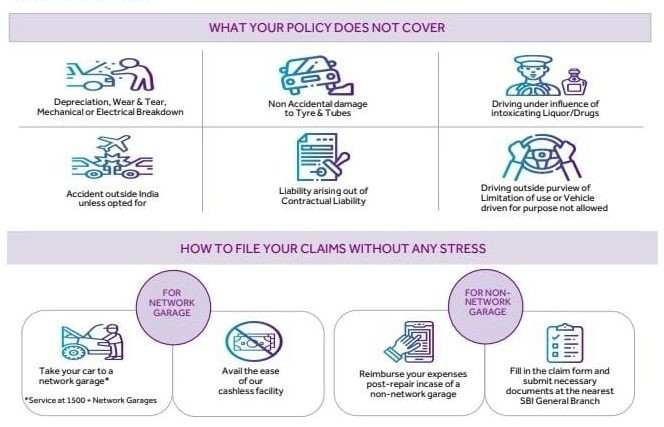 WHAT YOUR POLICY DOES NOT COVER
Depreciation, Wear & Tear,
Mechanical or Electrical Breakdown
Non Accidental damage
to Tyre & Tubes
Driving under influence of
intoxicating Liquor/Drugs
Accident outside India
unless opted for
Liability arising out of
Contractual Liability
Driving outside purview of
Limitation of use or Vehicle
driven for purpose not allowed
HOW TO FILE YOUR CLAIMS WITHOUT ANY STRESS
FOR
NETWORK
GARAGE
Take your car to a
network garage*
*Service at 1500 + Network Garages
Avail the ease
of our
cashless facility
FOR NON-
NETWORK
GARAGE
Reimburse your expenses
post-repair incase of a
non-network garage
Fill in the claim form and
submit necessary
documents at the nearest
SBI General Branch